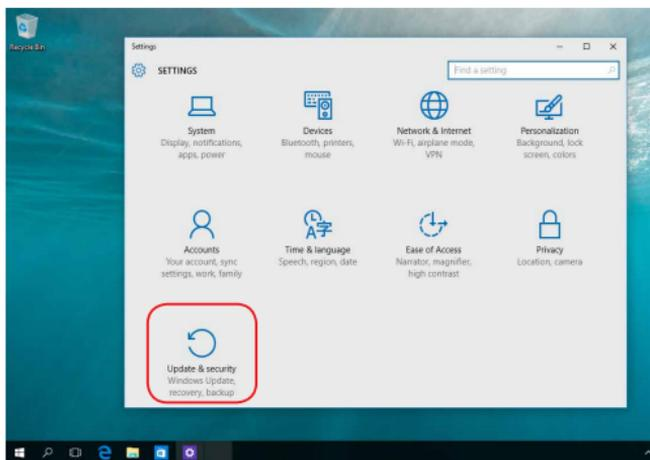 Recycle Bin
Settings
SETTINGS
Find a setting
System
Display, notifications,
apps, power
Devices
Bluetooth, printers,
mouse
Network & Internet
Wi-Fi, airplane mode,
VPN
Personalization
Background, lock
screen, colors
Accounts
Your account, sync
settings, work, family
Time & language
Speech, region, date
Ease of Access
Narrator, magnifier,
high contrast
Privacy
Location, camera
Update & security
Windows Update,
recovery, backup